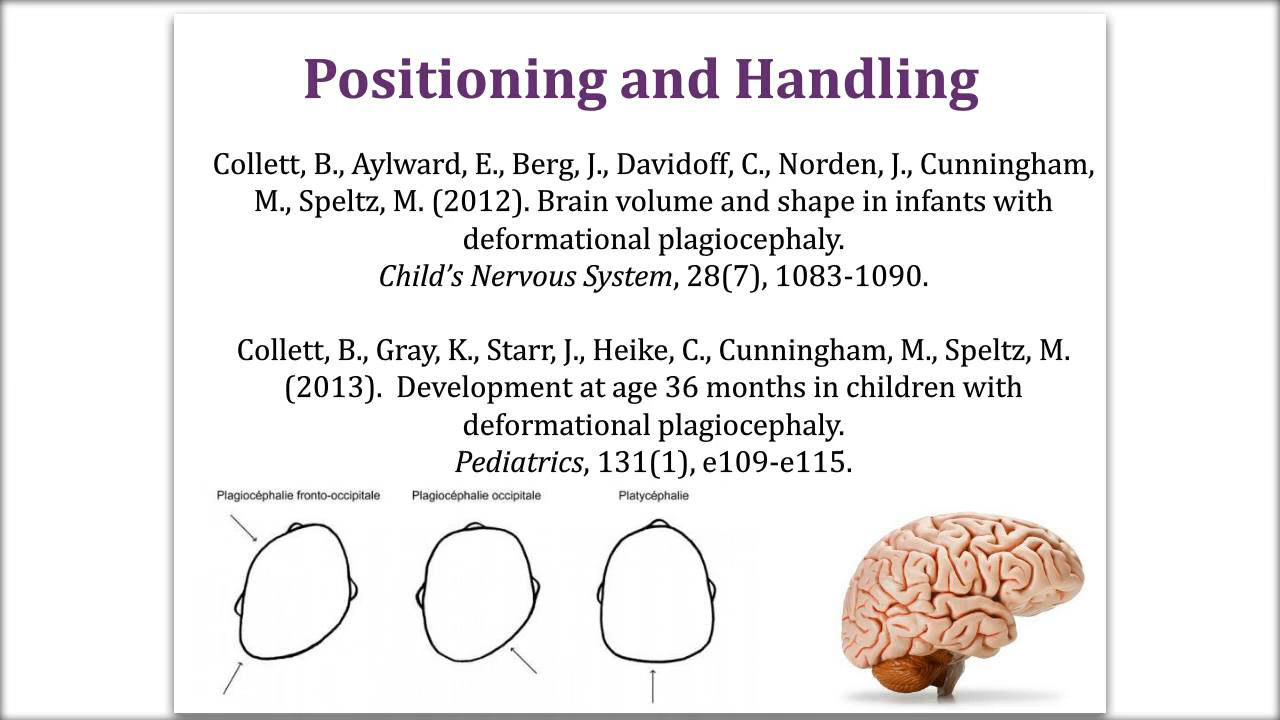 Positioning and Handling
Collett, B., Aylward, E., Berg, J., Davidoff, C., Norden, J., Cunningham,
M., Speltz, M. (2012). Brain volume and shape in infants with
deformational plagiocephaly.
Child’s Nervous System, 28(7), 1083-1090.
Collett, B., Gray, K., Starr, J., Heike, C., Cunningham, M., Speltz, M.
(2013).  Development at age 36 months in children with
deformational plagiocephaly.
Pediatrics, 131(1), e109-e115.
Plagiocéphalie fronto-occipitale
Plagiocéphalie occipitale
Platycéphalie